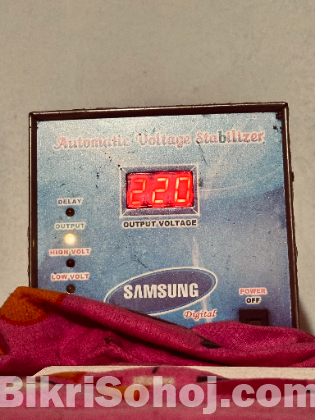 Automatic Voltage Stabilizer
220
OUTPUT VOLTAGE
DELAY
OUTPUT
HIGH VOLT
LOW VOLT
SAMSUNG
Digital
POWER
OFF
BikriSohoj.com